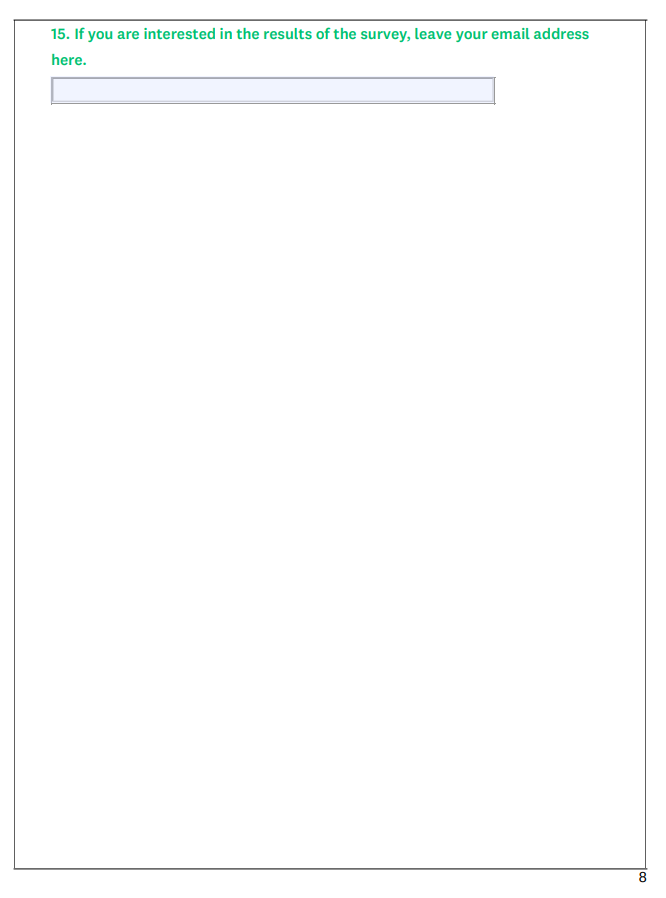 15. If you are interested in the results of the survey, leave your email address
here.
8